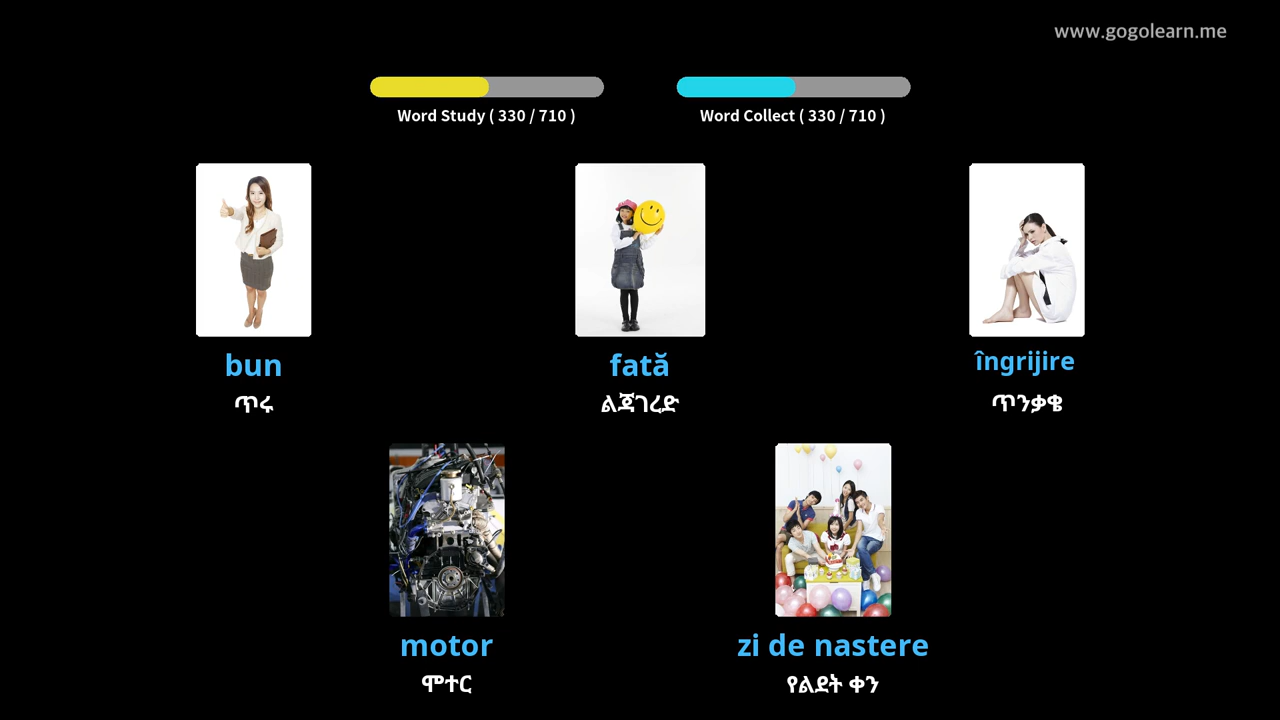 www.gogolearn.me
Word Study ( 330 / 710 )
Word Collect ( 330 / 710 )
bun
ጥሩ
fată
ልጃገረድ
îngrijire
ጥንቃቄ
motor
ሞተር
zi de nastere
የልደት ቀን